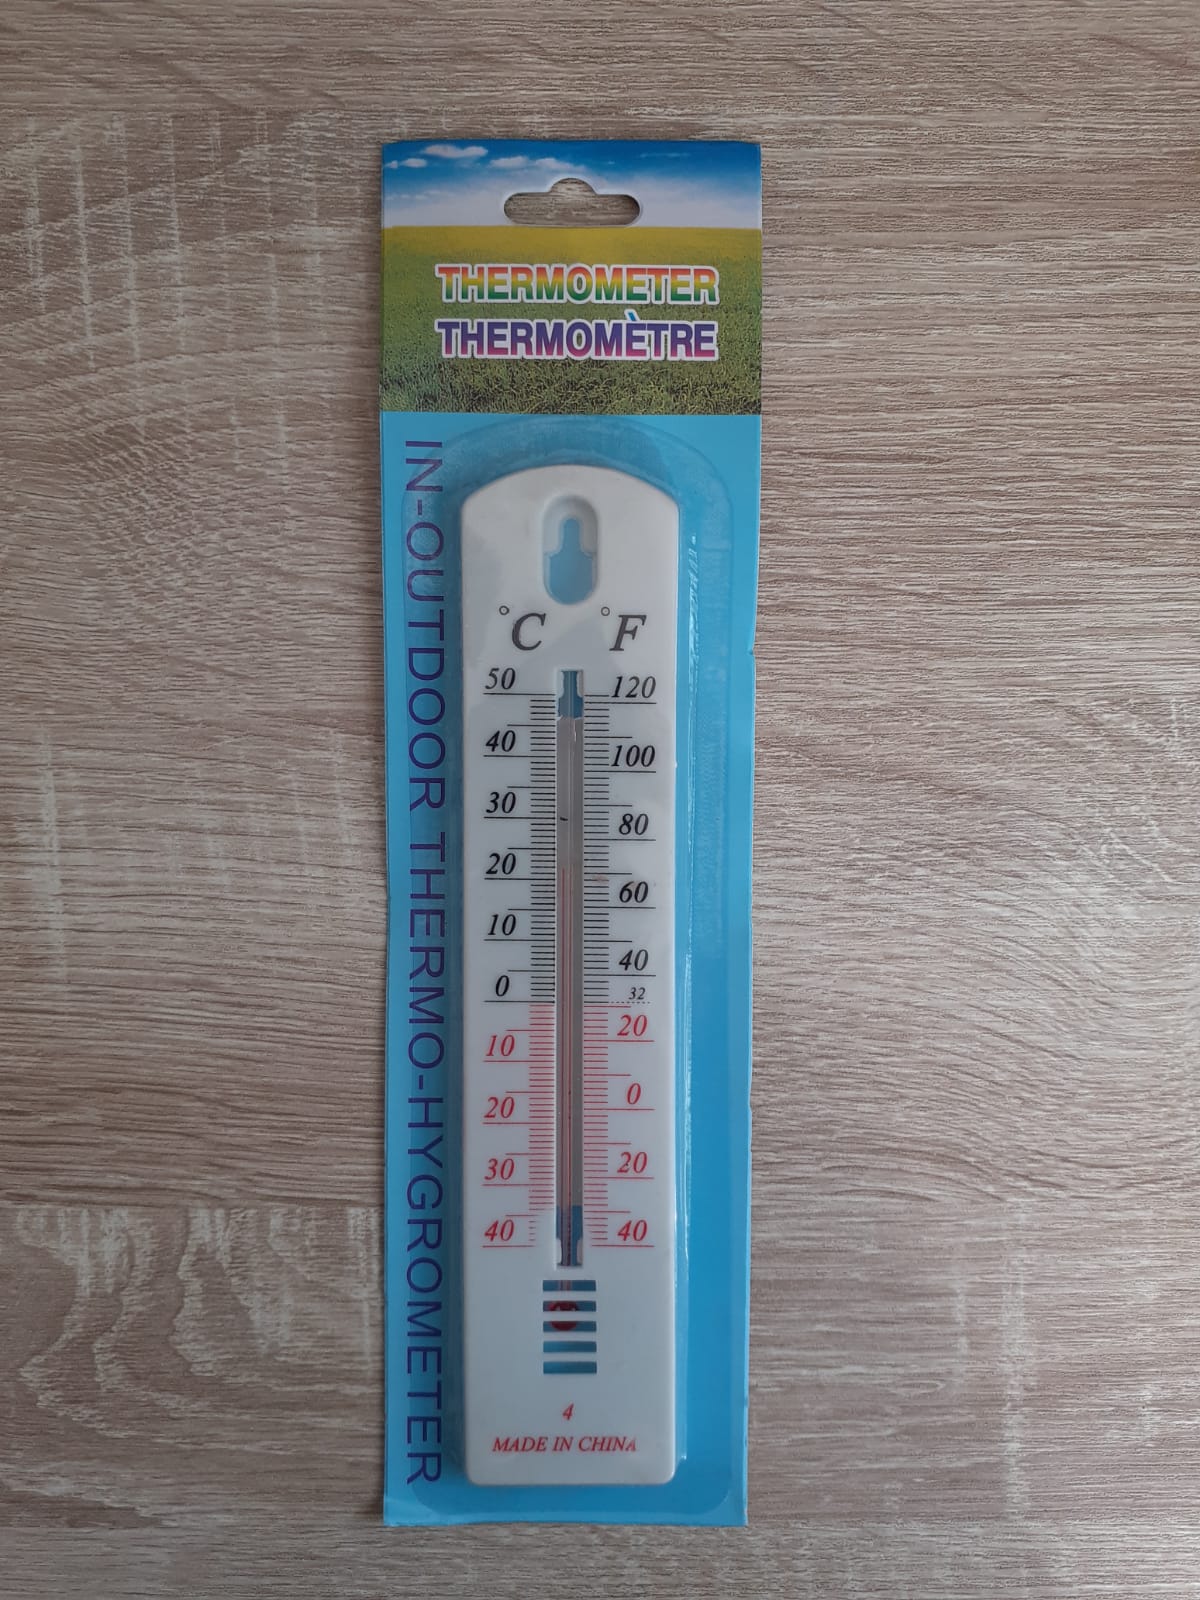 THERMOMETER
THERMOMÈTRE
IN-OUTDOOR THERMO-HYGROMETER
°C °F
50 120
40 100
30 80
20 60
10 40
0 32
10 20
20 0
30 20
40 40
4
MADE IN CHINA